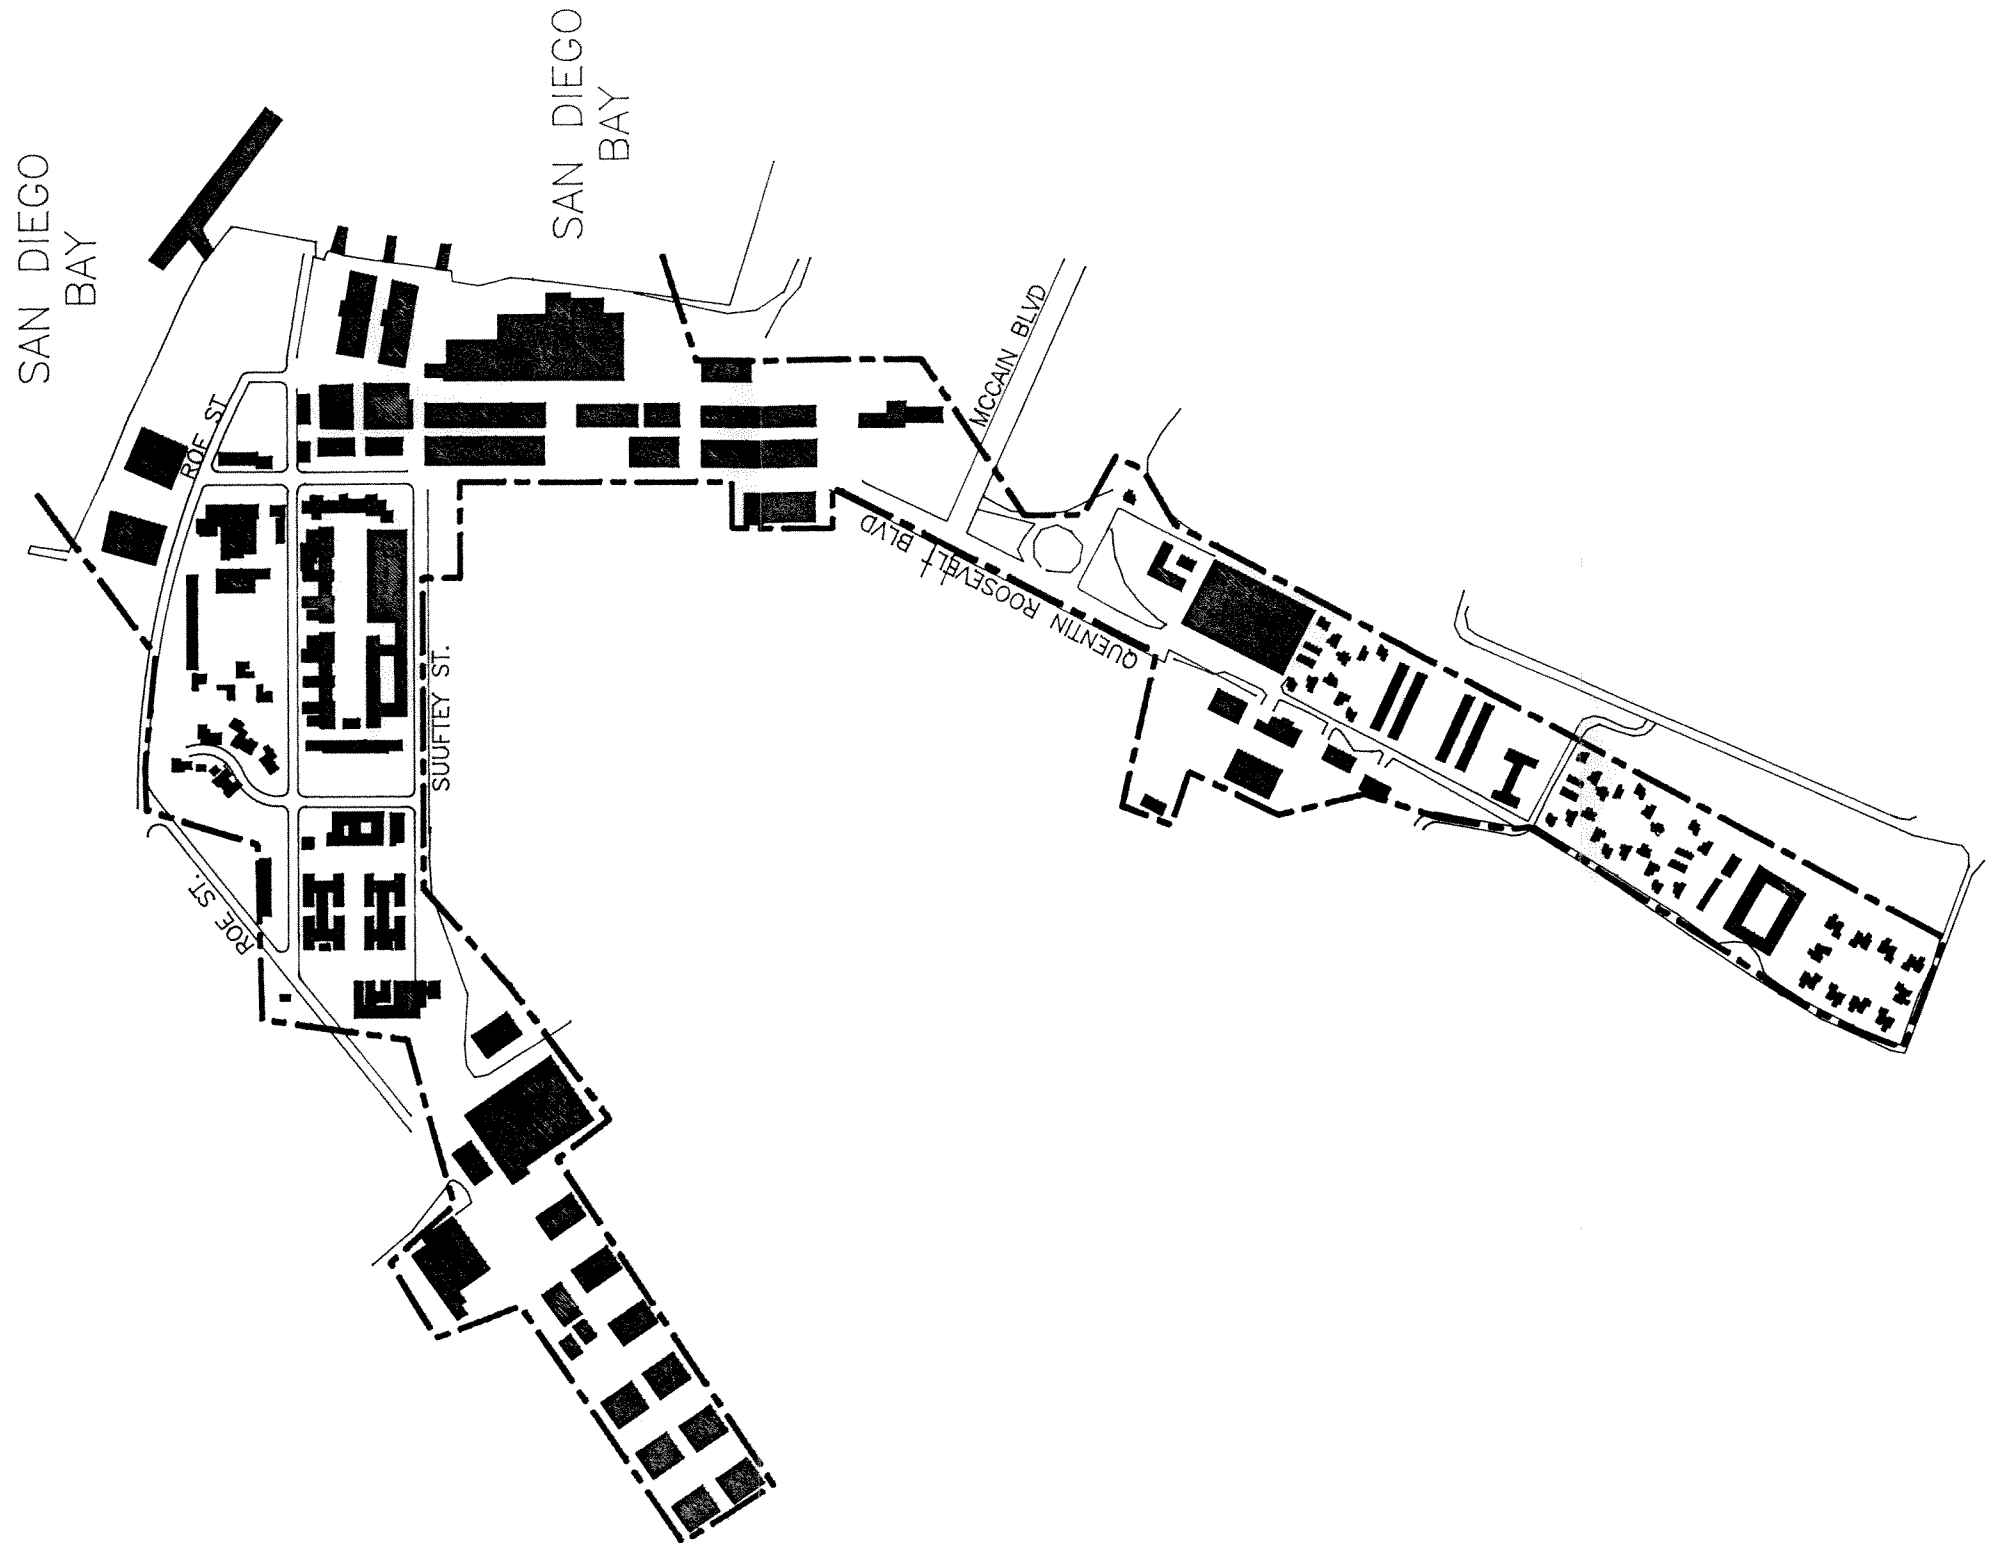 SAN DIEGO
BAY
SAN DIEGO
BAY
MCCAIN BLVD
ROE ST
QUENTIN ROOSEVELT BLVD
SUUFTEY ST.
ROE ST.